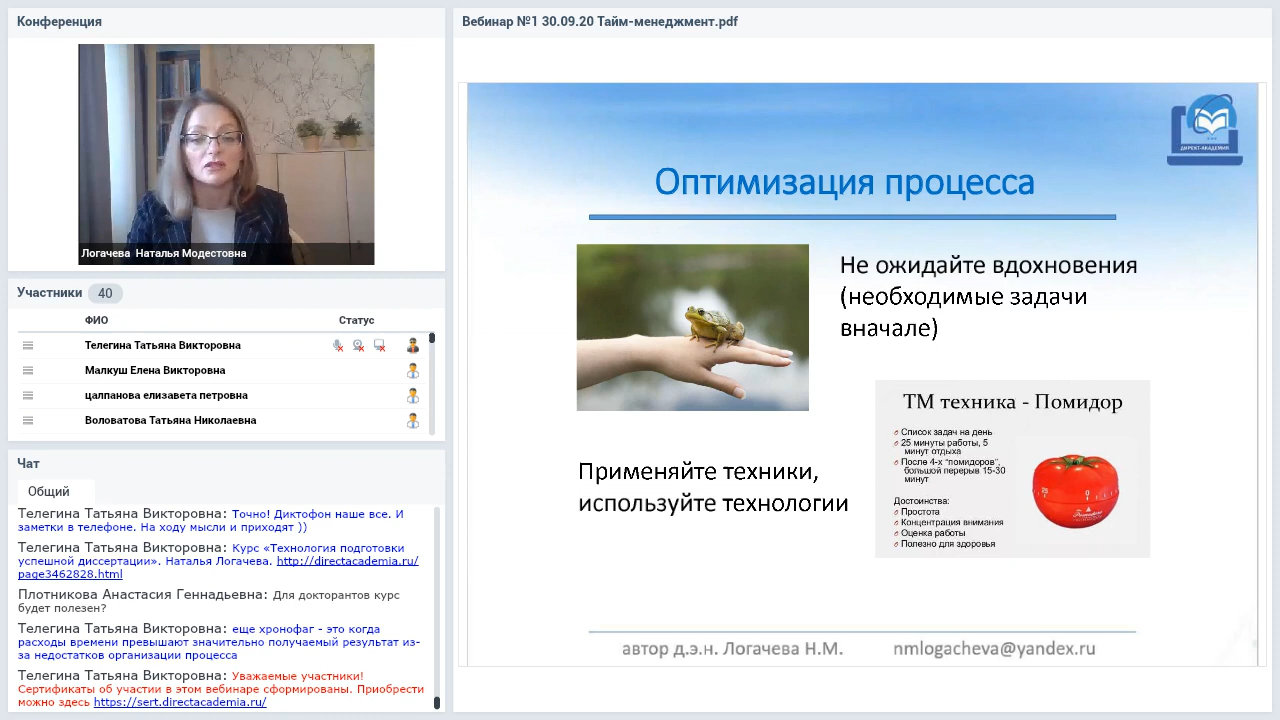 Конференция
Логачева Наталья Модестовна
Участники 40
ФИО Статус
Телегина Татьяна Викторовна
Малкуш Елена Викторовна
цалпанова елизавета петровна
Воловатова Татьяна Николаевна
Чат
Общий
Телегина Татьяна Викторовна: Точно! Диктофон наше все. И
заметки в телефоне. На ходу мысли и приходят ))
Телегина Татьяна Викторовна: Курс «Технология подготовки
успешной диссертации». Наталья Логачева. http://directacademia.ru/
page3462828.html
Плотникова Анастасия Геннадьевна: Для докторантов курс
будет полезен?
Телегина Татьяна Викторовна: еще хронофаг - это когда
расходы времени превышают значительно получаемый результат из-
за недостатков организации процесса
Телегина Татьяна Викторовна: Уважаемые участники!
Сертификаты об участии в этом вебинаре сформированы. Приобрести
можно здесь https://sert.directacademia.ru/
Вебинар №1 30.09.20 Тайм-менеджмент.pdf
ДИРЕКТ-АКАДЕМИЯ
Оптимизация процесса
Не ожидайте вдохновения
(необходимые задачи
вначале)
Применяйте техники,
используйте технологии
ТМ техника - Помидор
Список задач на день
25 минуты работы, 5
минут отдыха
После 4-х "помидоров",
большой перерыв 15-30
минут
Достоинства:
Простота
Концентрация внимания
Оценка работы
Полезно для здоровья
25 0
автор д.э.н. Логачева Н.М. nmlogacheva@yandex.ru